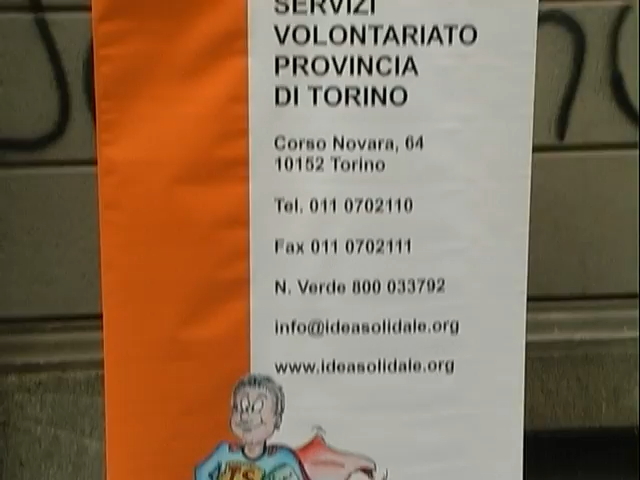 SERVIZI
VOLONTARIATO
PROVINCIA
DI TORINO
Corso Novara, 64
10152 Torino
Tel. 011 0702110
Fax 011 0702111
N. Verde 800 033792
info@ideasolidale.org
www.ideasolidale.org